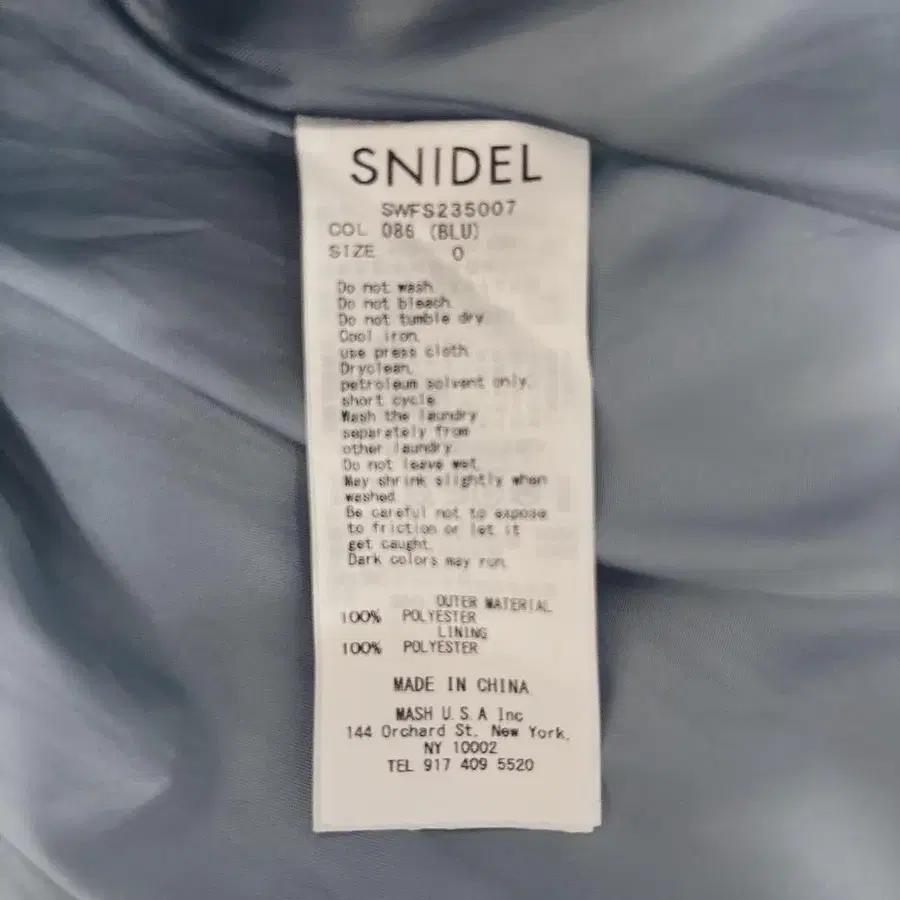 SNIDEL
SWFS235007
COL 086 (BLU)
SIZE 0
Do not wash.
Do not bleach.
Do not tumble dry.
Cool iron,
use press cloth.
Dryclean,
petroleum solvent only,
short cycle.
Wash the laundry
separately from
other laundry.
Do not leave wet.
May shrink slightly when
washed.
Be careful not to expose
to friction or let it
get caught.
Dark colors may run.
OUTER MATERIAL
100% POLYESTER
LINING
100% POLYESTER
MADE IN CHINA
MASH U.S.A Inc
144 Orchard St. New York,
NY 10002
TEL 917 409 5520